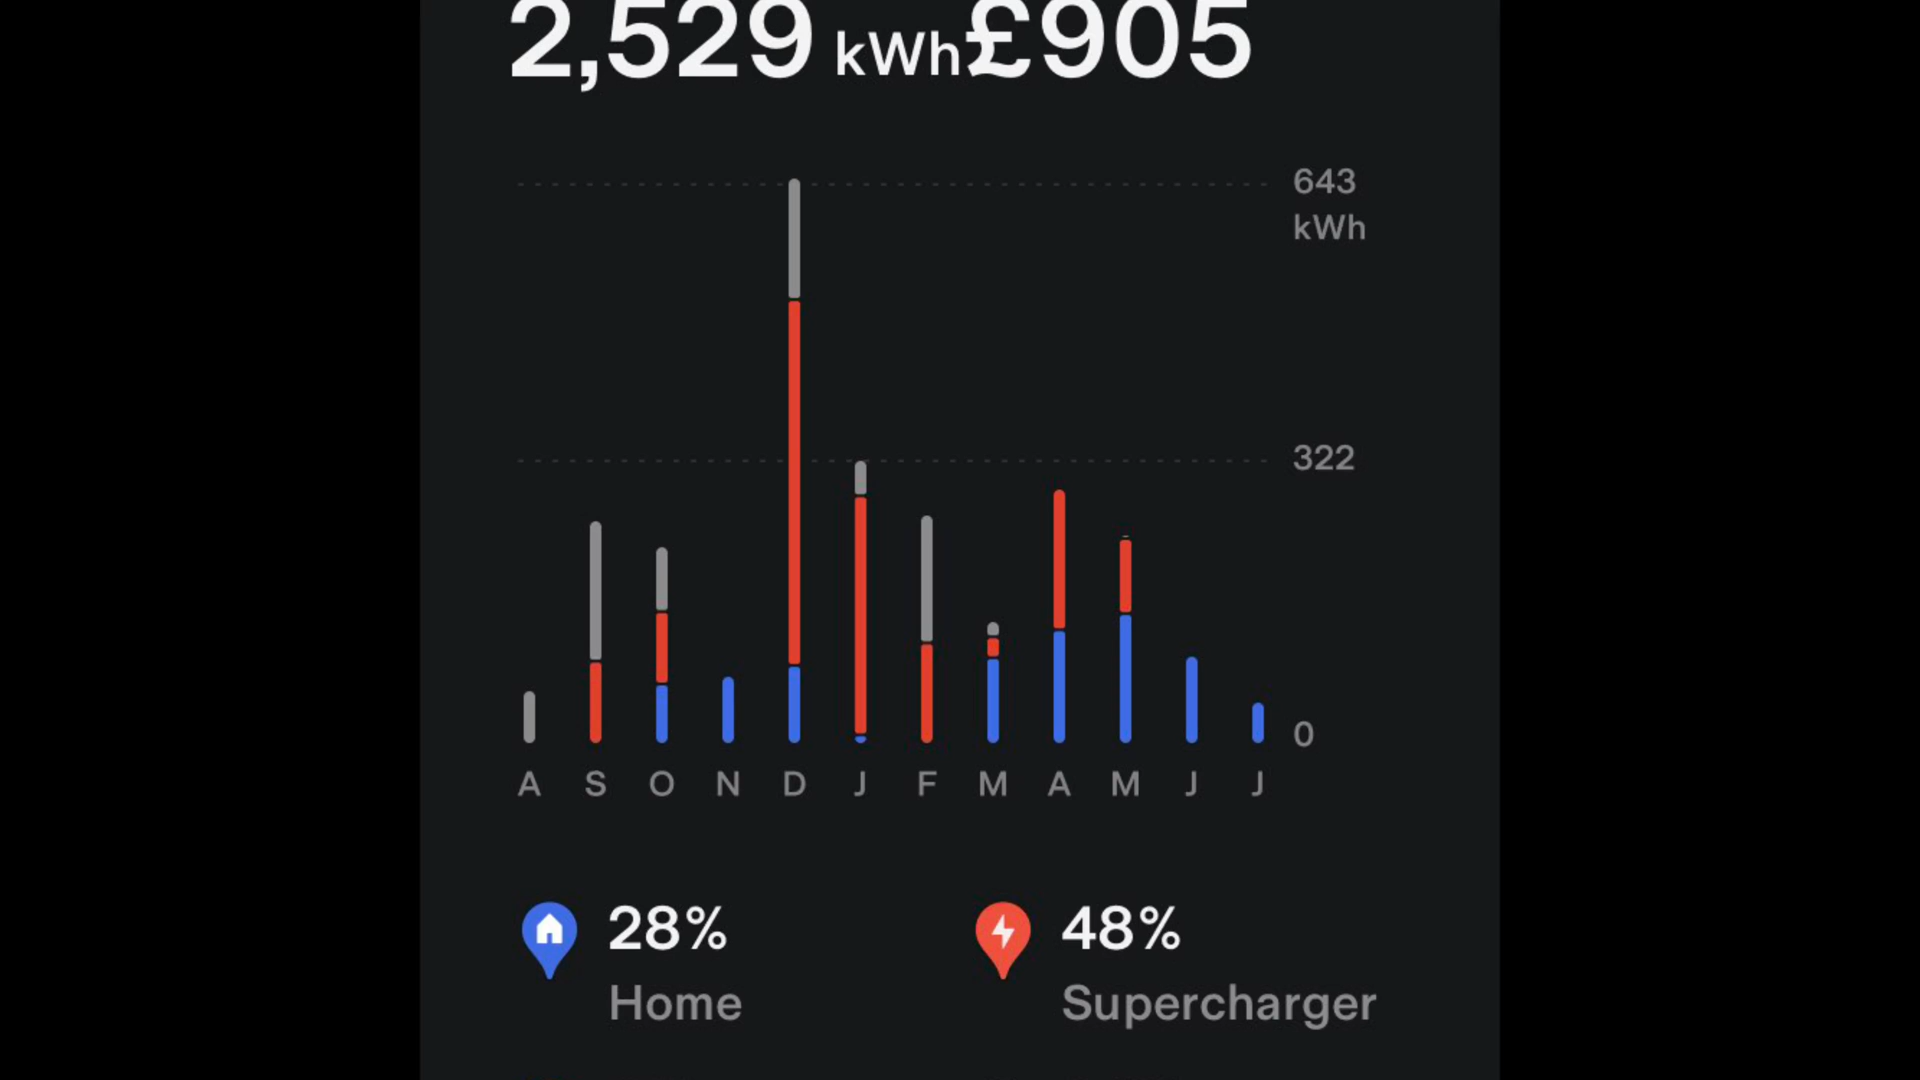 2,529 kWh £905
643
kWh
322
0
A S O N D J F M A M J J
28% 48%
Home Supercharger